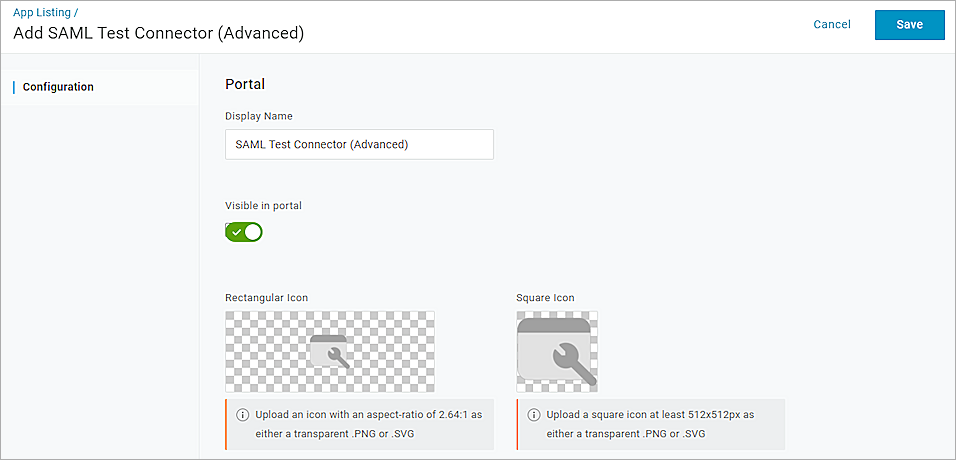 App Listing /
Add SAML Test Connector (Advanced)
Cancel
Save
Configuration
Portal
Display Name
SAML Test Connector (Advanced)
Visible in portal
Rectangular Icon
Square Icon
Upload an icon with an aspect-ratio of 2.64:1 as
either a transparent .PNG or .SVG
Upload a square icon at least 512x512px as
either a transparent .PNG or .SVG